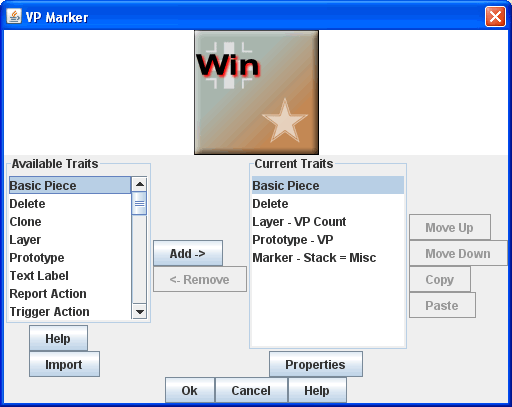 VP Marker
Win
Available Traits
Basic Piece
Delete
Clone
Layer
Prototype
Text Label
Report Action
Trigger Action
Help
Import
Add ->
<- Remove
Current Traits
Basic Piece
Delete
Layer - VP Count
Prototype - VP
Marker - Stack = Misc
Properties
Move Up
Move Down
Copy
Paste
Ok
Cancel
Help